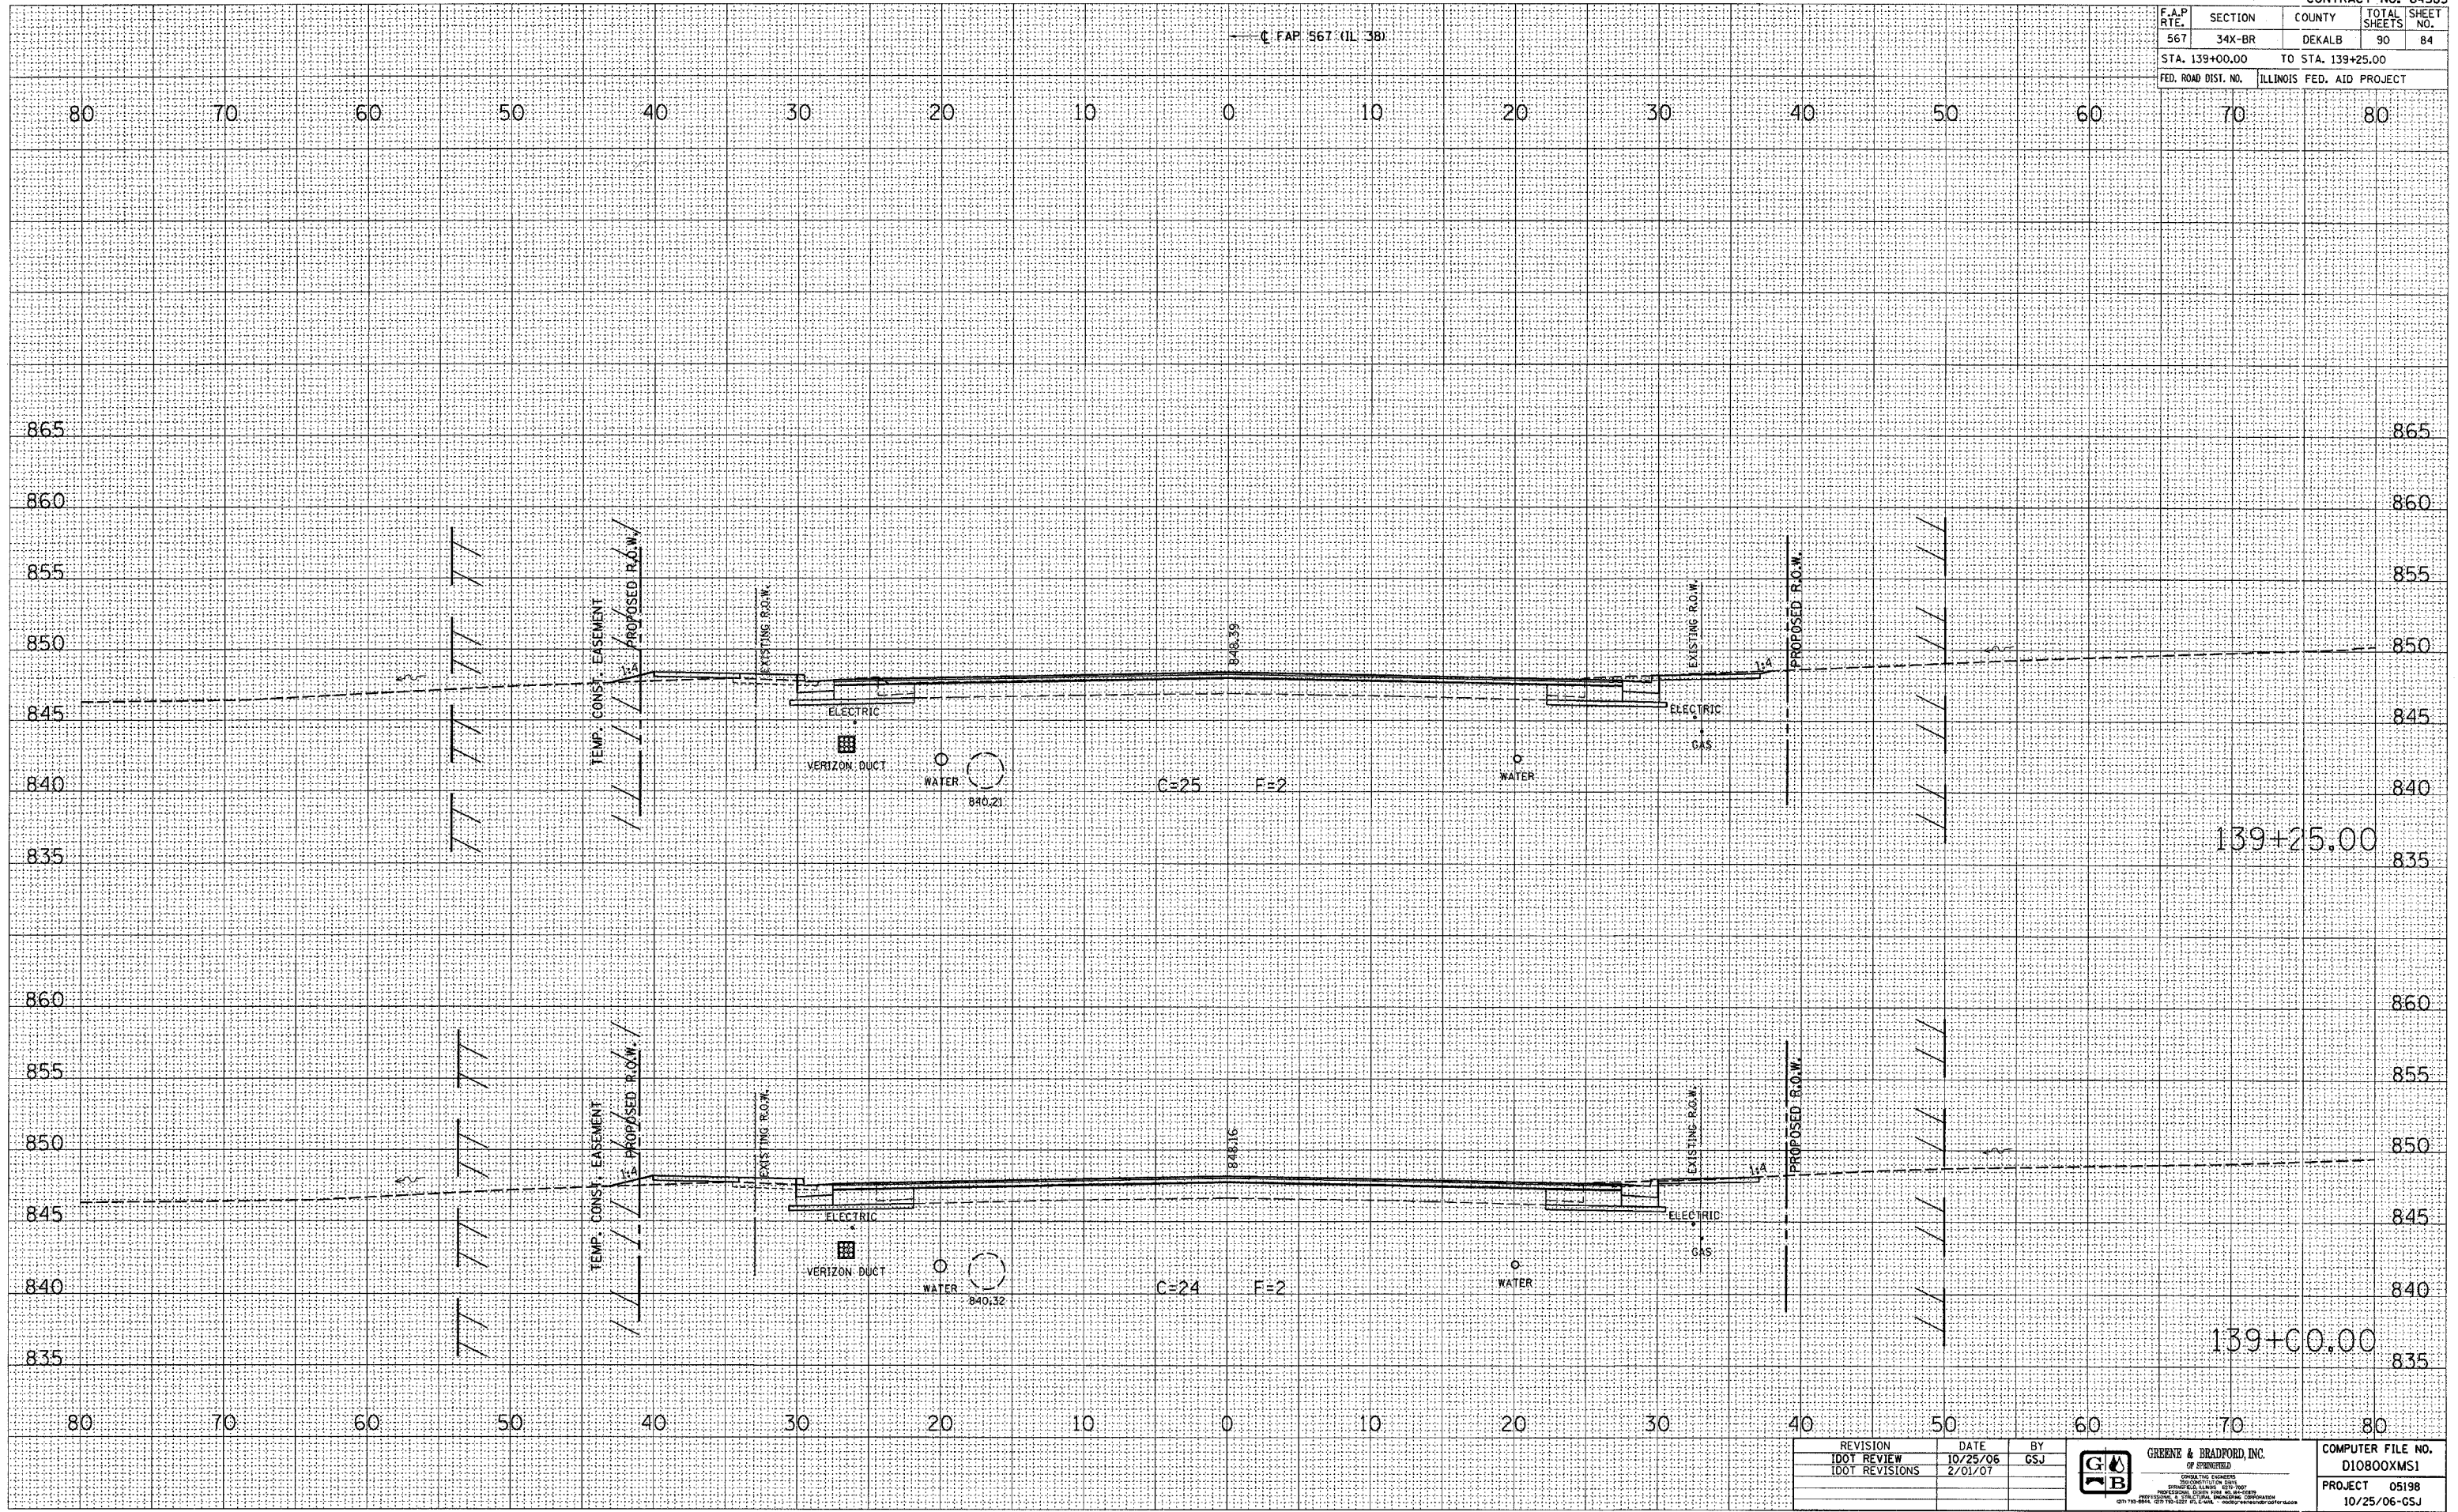 F.A.P RTE. SECTION COUNTY TOTAL SHEETS SHEET NO.
567 34X-BR DEKALB 90 84
STA. 139+00.00 TO STA. 139+25.00
FED. ROAD DIST. NO. ILLINOIS FED. AID PROJECT
℄ FAP 567 (IL 38)
80 70 60 50 40 30 20 10 0 10 20 30 40 50 60 70 80
865 865
860 860
855 855
850 850
845 845
840 840
835 835
TEMP. CONST. EASEMENT
PROPOSED R.O.W.
1:4
EXISTING R.O.W.
848.39
EXISTING R.O.W.
1:4
PROPOSED R.O.W.
ELECTRIC
ELECTRIC
VERIZON DUCT
WATER
840.21
C=25 F=2
WATER
GAS
139+25.00
860 860
855 855
850 850
845 845
840 840
835 835
TEMP. CONST. EASEMENT
PROPOSED R.O.W.
1:4
EXISTING R.O.W.
848.16
EXISTING R.O.W.
1:4
PROPOSED R.O.W.
ELECTRIC
ELECTRIC
VERIZON DUCT
WATER
840.32
C=24 F=2
WATER
GAS
139+00.00
80 70 60 50 40 30 20 10 0 10 20 30 40 50 60 70 80
REVISION DATE BY
IDOT REVIEW 10/25/06 GSJ
IDOT REVISIONS 2/01/07
G B
GREENE & BRADFORD, INC.
OF SPRINGFIELD
CONSULTING ENGINEERS
COMPUTER FILE NO.
D10800XMS1
PROJECT 05198
10/25/06-GSJ